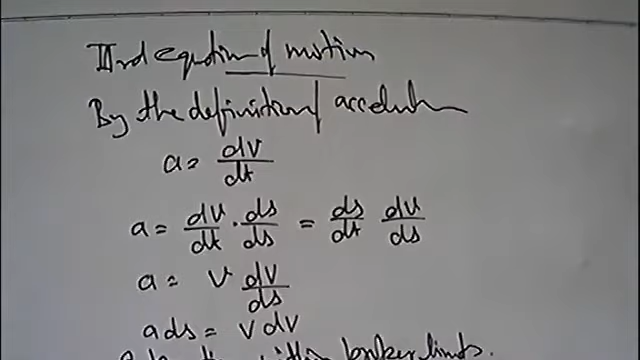 IIIrd equation of motion
By the definition of acceleration
a = dv/dt
a = dv/dt · ds/ds = ds/dt dv/ds
a = v dv/ds
a ds = v dv
limits.